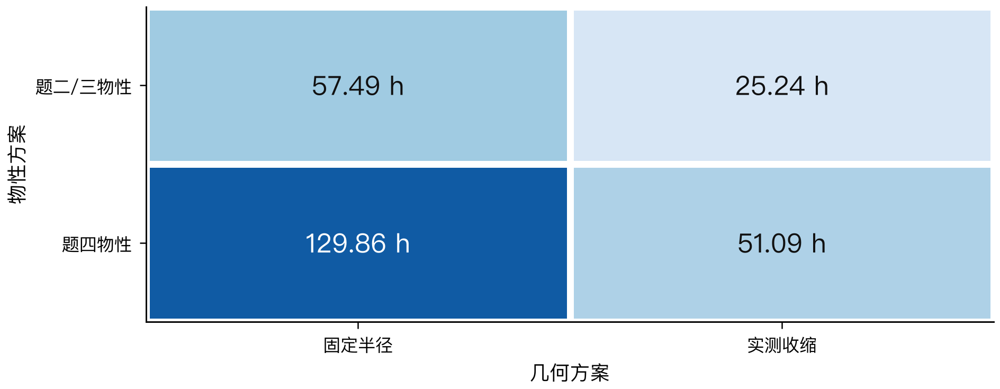 物性方案
题二/三物性
57.49 h
25.24 h
题四物性
129.86 h
51.09 h
固定半径
实测收缩
几何方案